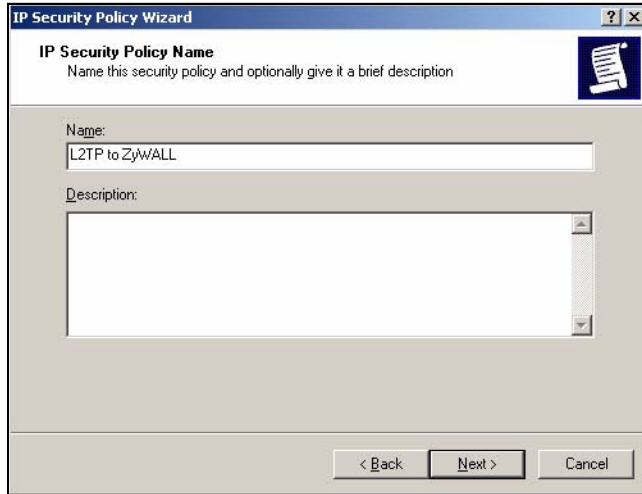 IP Security Policy Wizard
IP Security Policy Name
Name this security policy and optionally give it a brief description
Name:
L2TP to ZyWALL
Description:
< Back
Next >
Cancel